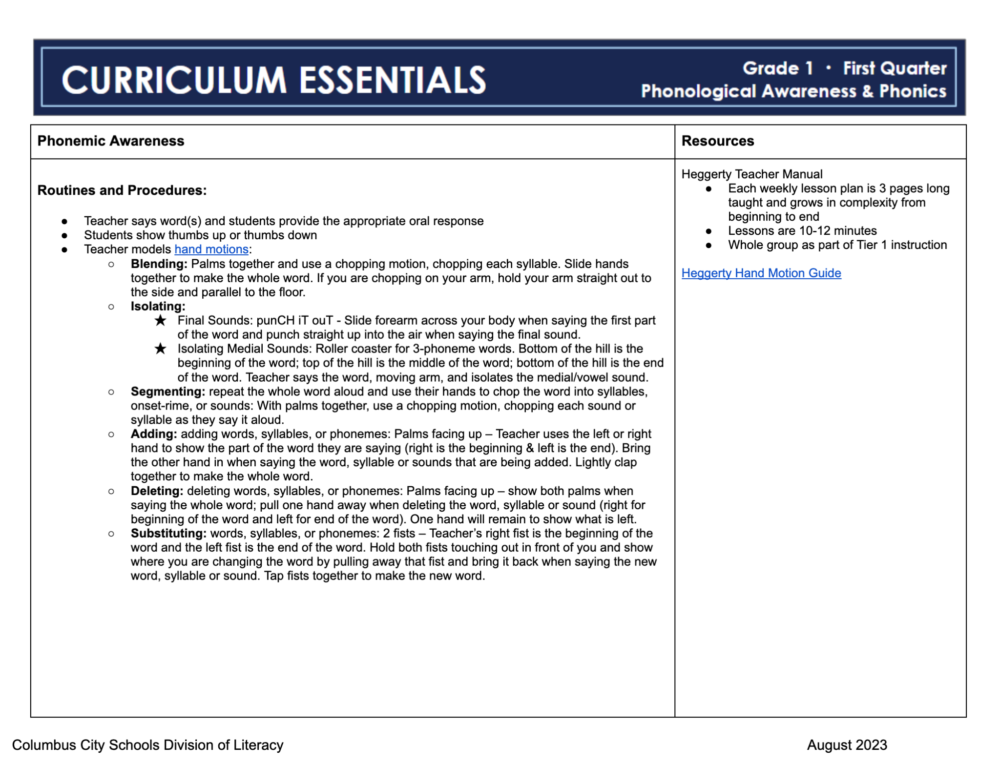 CURRICULUM ESSENTIALS
Grade 1 · First Quarter
Phonological Awareness & Phonics
Phonemic Awareness
Routines and Procedures:
● Teacher says word(s) and students provide the appropriate oral response
● Students show thumbs up or thumbs down
● Teacher models hand motions:
○ Blending: Palms together and use a chopping motion, chopping each syllable. Slide hands
together to make the whole word. If you are chopping on your arm, hold your arm straight out to
the side and parallel to the floor.
○ Isolating:
★ Final Sounds: punCH iT ouT - Slide forearm across your body when saying the first part
of the word and punch straight up into the air when saying the final sound.
★ Isolating Medial Sounds: Roller coaster for 3-phoneme words. Bottom of the hill is the
beginning of the word; top of the hill is the middle of the word; bottom of the hill is the end
of the word. Teacher says the word, moving arm, and isolates the medial/vowel sound.
○ Segmenting: repeat the whole word aloud and use their hands to chop the word into syllables,
onset-rime, or sounds: With palms together, use a chopping motion, chopping each sound or
syllable as they say it aloud.
○ Adding: adding words, syllables, or phonemes: Palms facing up – Teacher uses the left or right
hand to show the part of the word they are saying (right is the beginning & left is the end). Bring
the other hand in when saying the word, syllable or sounds that are being added. Lightly clap
together to make the whole word.
○ Deleting: deleting words, syllables, or phonemes: Palms facing up – show both palms when
saying the whole word; pull one hand away when deleting the word, syllable or sound (right for
beginning of the word and left for end of the word). One hand will remain to show what is left.
○ Substituting: words, syllables, or phonemes: 2 fists – Teacher’s right fist is the beginning of the
word and the left fist is the end of the word. Hold both fists touching out in front of you and show
where you are changing the word by pulling away that fist and bring it back when saying the new
word, syllable or sound. Tap fists together to make the new word.
Resources
Heggerty Teacher Manual
● Each weekly lesson plan is 3 pages long
taught and grows in complexity from
beginning to end
● Lessons are 10-12 minutes
● Whole group as part of Tier 1 instruction
Heggerty Hand Motion Guide
Columbus City Schools Division of Literacy
August 2023